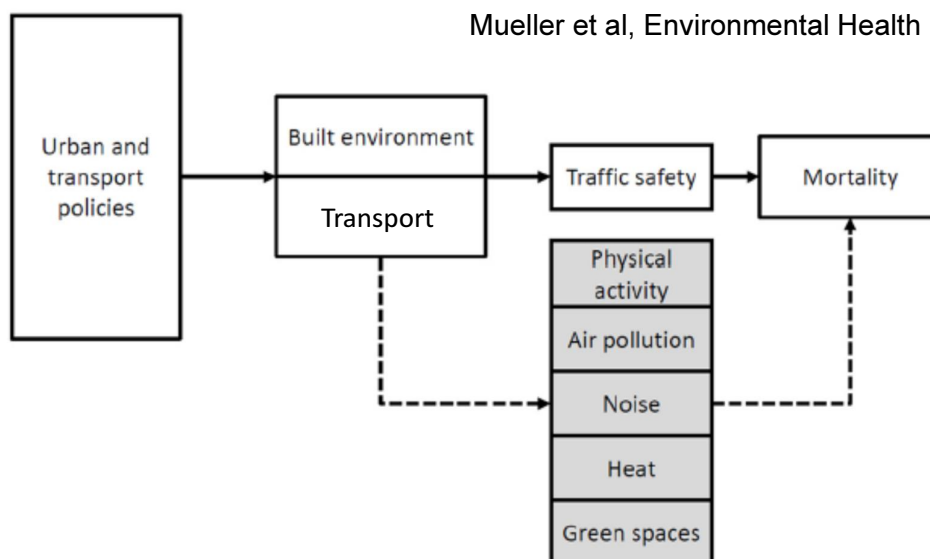 Mueller et al, Environmental Health
Urban and
transport
policies
Built environment
Transport
Traffic safety
Mortality
Physical
activity
Air pollution
Noise
Heat
Green spaces